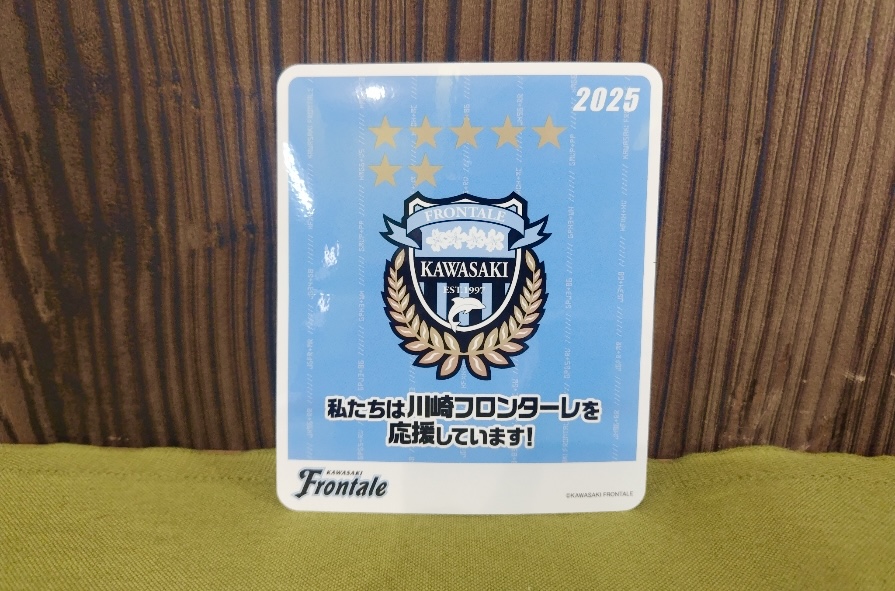 2025
FRONTALE
KAWASAKI
EST.1997
私たちは川崎フロンターレを
応援しています!
KAWASAKI
Frontale
©KAWASAKI FRONTALE